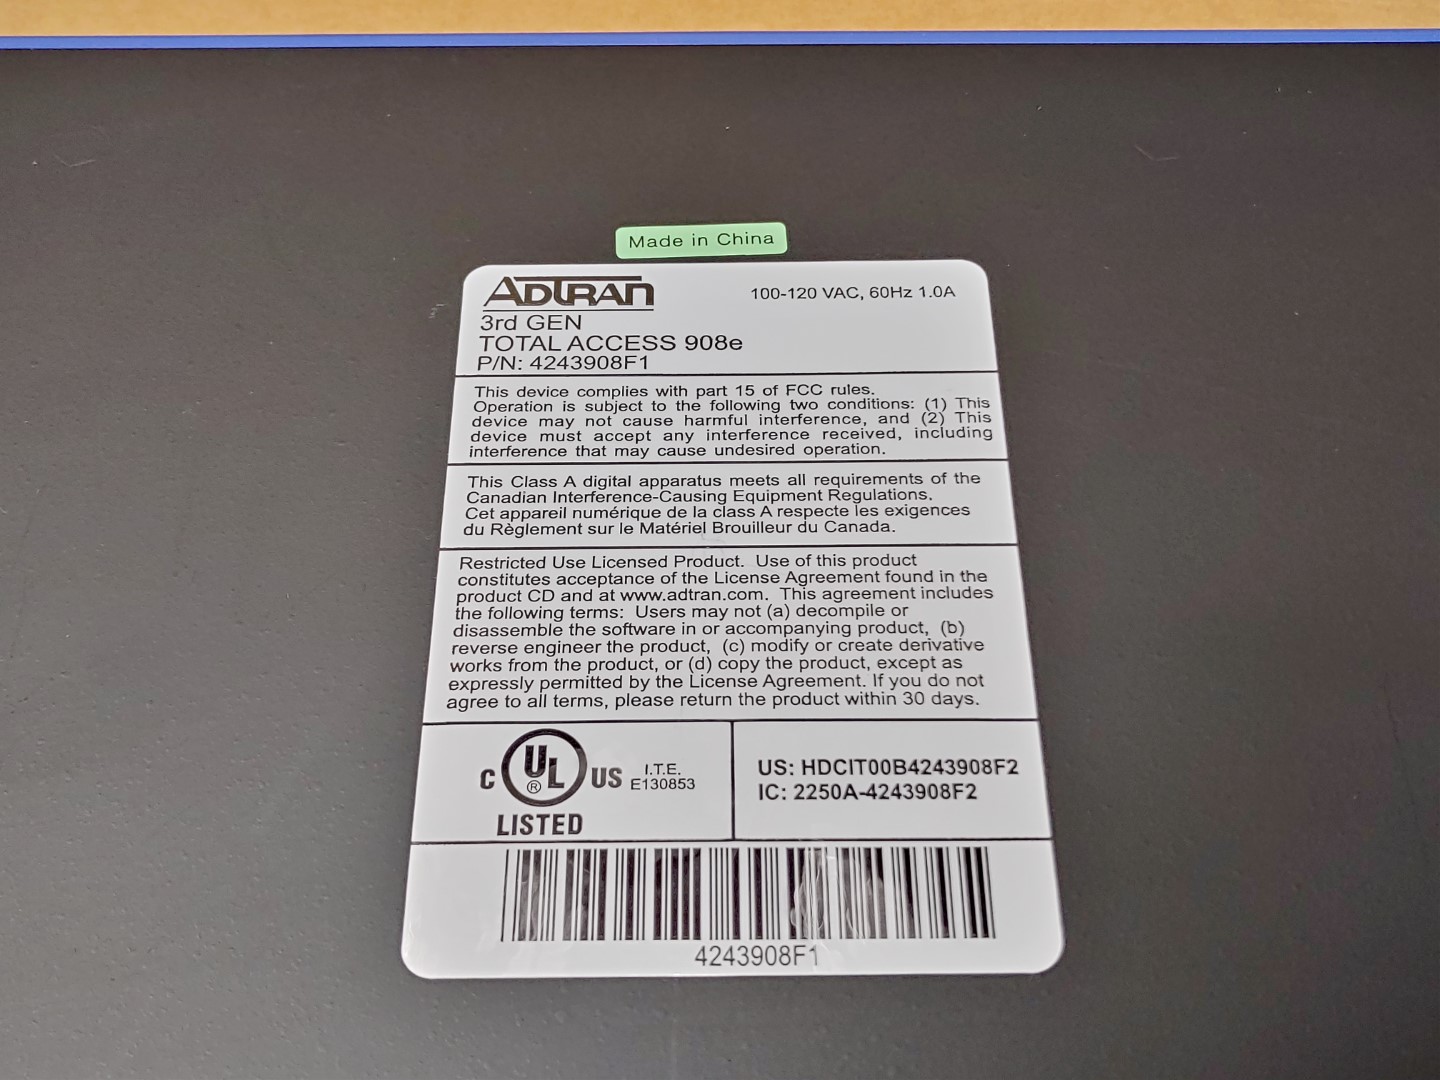 Made in China
ADTRAN
100-120 VAC, 60Hz 1.0A
3rd GEN
TOTAL ACCESS 908e
P/N: 4243908F1
This device complies with part 15 of FCC rules.
Operation is subject to the following two conditions: (1) This
device may not cause harmful interference, and (2) This
device must accept any interference received, including
interference that may cause undesired operation.
This Class A digital apparatus meets all requirements of the
Canadian Interference-Causing Equipment Regulations.
Cet appareil numérique de la class A respecte les exigences
du Règlement sur le Matériel Brouilleur du Canada.
Restricted Use Licensed Product. Use of this product
constitutes acceptance of the License Agreement found in the
product CD and at www.adtran.com. This agreement includes
the following terms: Users may not (a) decompile or
disassemble the software in or accompanying product, (b)
reverse engineer the product, (c) modify or create derivative
works from the product, or (d) copy the product, except as
expressly permitted by the License Agreement. If you do not
agree to all terms, please return the product within 30 days.
C UL ® US
LISTED
I.T.E.
E130853
US: HDCIT00B4243908F2
IC: 2250A-4243908F2
4243908F1